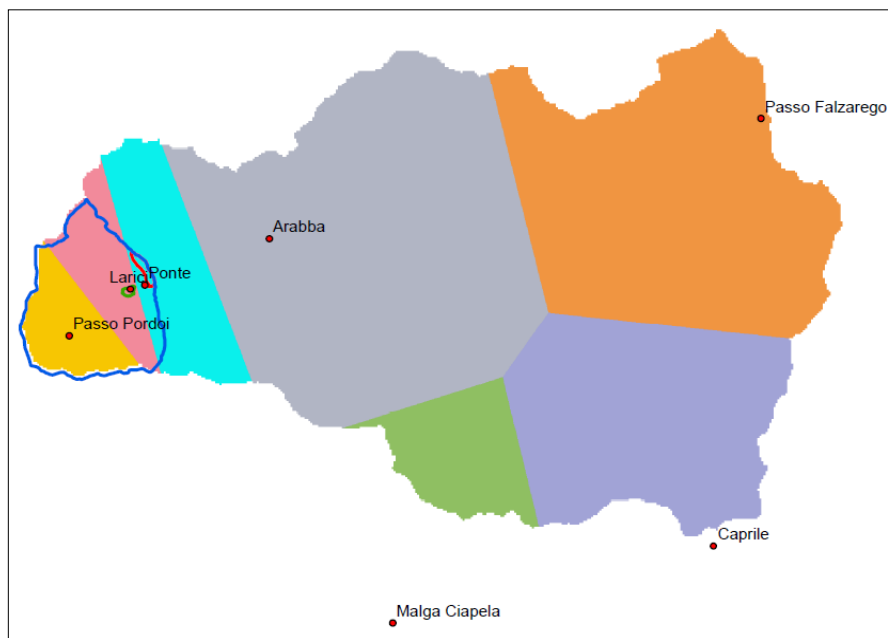 Passo Falzarego
Arabba
Larici Ponte
Passo Pordoi
Caprile
Malga Ciapela